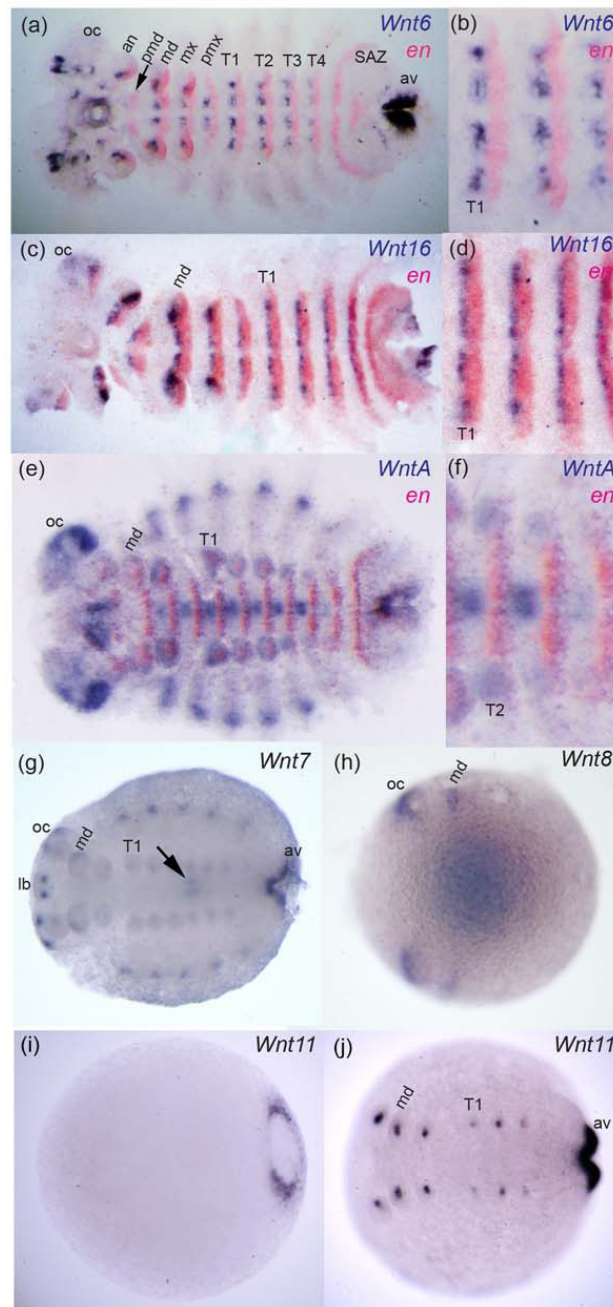 (a) Wnt6
en
oc an pmd md mx pmx T1 T2 T3 T4 SAZ av
(b) Wnt6
en
T1
(c) Wnt16
en
oc md T1
(d) Wnt16
en
T1
(e) WntA
en
oc md T1
(f) WntA
en
T2
(g) Wnt7
oc md T1 lb av
(h) Wnt8
oc md
(i) Wnt11
(j) Wnt11
md T1 av